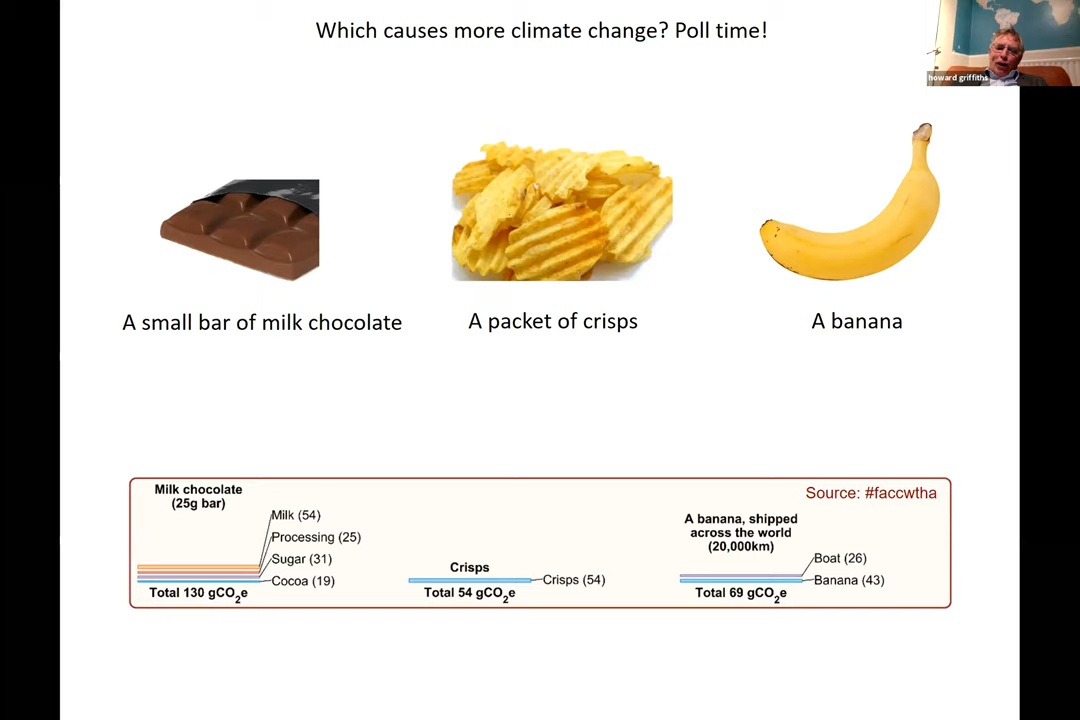 Which causes more climate change? Poll time!
howard griffiths
A small bar of milk chocolate
A packet of crisps
A banana
Source: #faccwtha
Milk chocolate
(25g bar)
Milk (54)
Processing (25)
Sugar (31)
Cocoa (19)
Total 130 gCO₂e
Crisps
Crisps (54)
Total 54 gCO₂e
A banana, shipped
across the world
(20,000km)
Boat (26)
Banana (43)
Total 69 gCO₂e